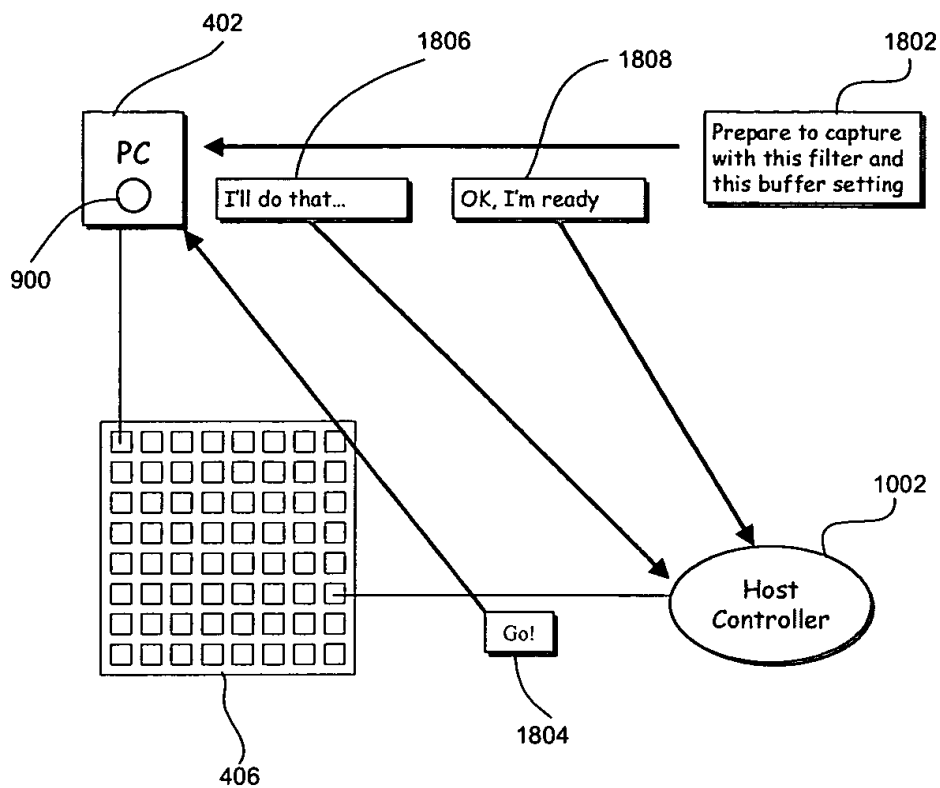 402
1806
1808
1802
PC
Prepare to capture
with this filter and
this buffer setting
I'll do that...
OK, I'm ready
900
1002
Host
Controller
Go!
1804
406